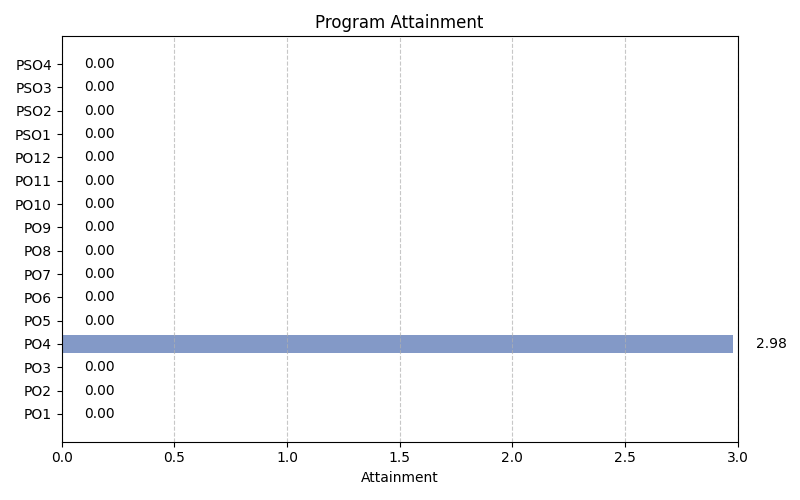 Program Attainment
PSO4 0.00
PSO3 0.00
PSO2 0.00
PSO1 0.00
PO12 0.00
PO11 0.00
PO10 0.00
PO9 0.00
PO8 0.00
PO7 0.00
PO6 0.00
PO5 0.00
PO4 2.98
PO3 0.00
PO2 0.00
PO1 0.00
0.0 0.5 1.0 1.5 2.0 2.5 3.0
Attainment